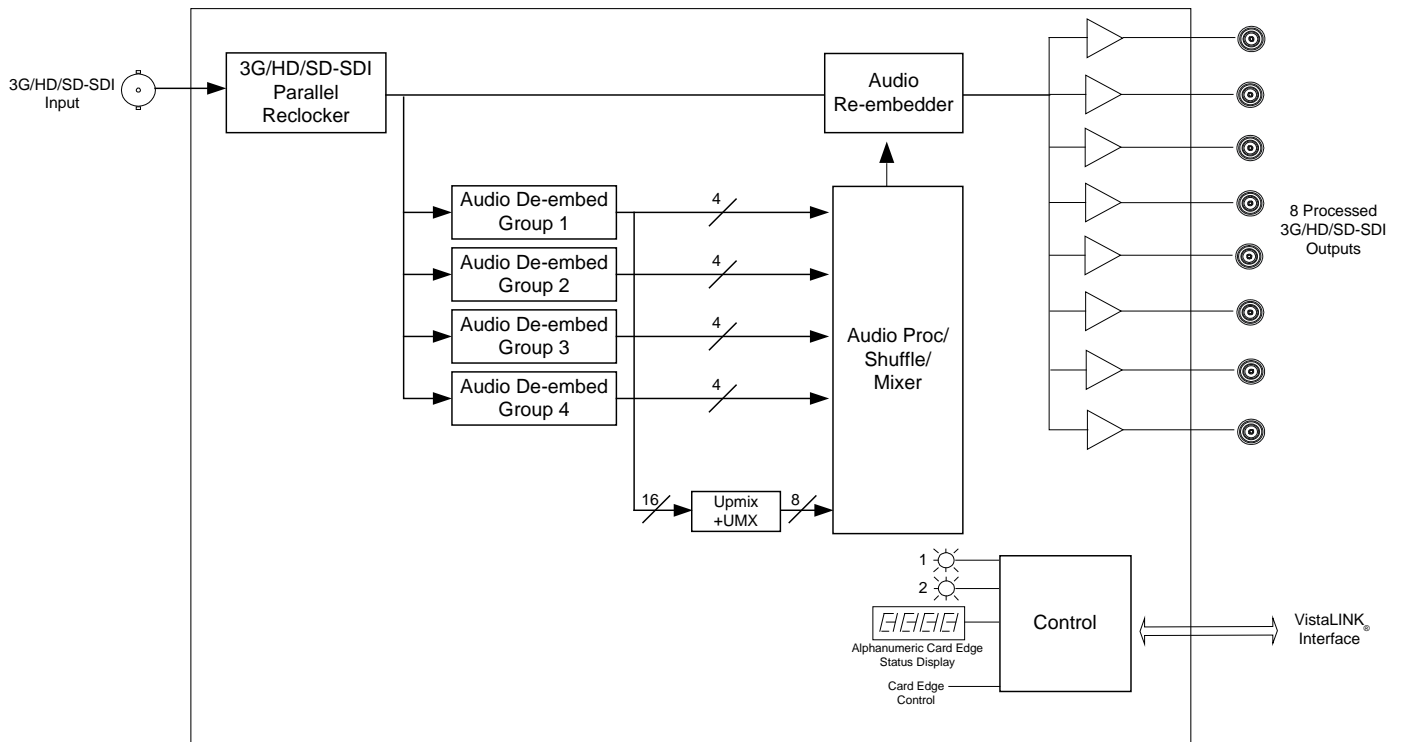 3G/HD/SD-SDI
Input
3G/HD/SD-SDI
Parallel
Reclocker
Audio
Re-embedder
Audio De-embed
Group 1
4
Audio De-embed
Group 2
4
Audio De-embed
Group 3
4
Audio De-embed
Group 4
4
Audio Proc/
Shuffle/
Mixer
8 Processed
3G/HD/SD-SDI
Outputs
16
Upmix
+UMX
8
1
2
Alphanumeric Card Edge
Status Display
Card Edge
Control
Control
VistaLINK®
Interface